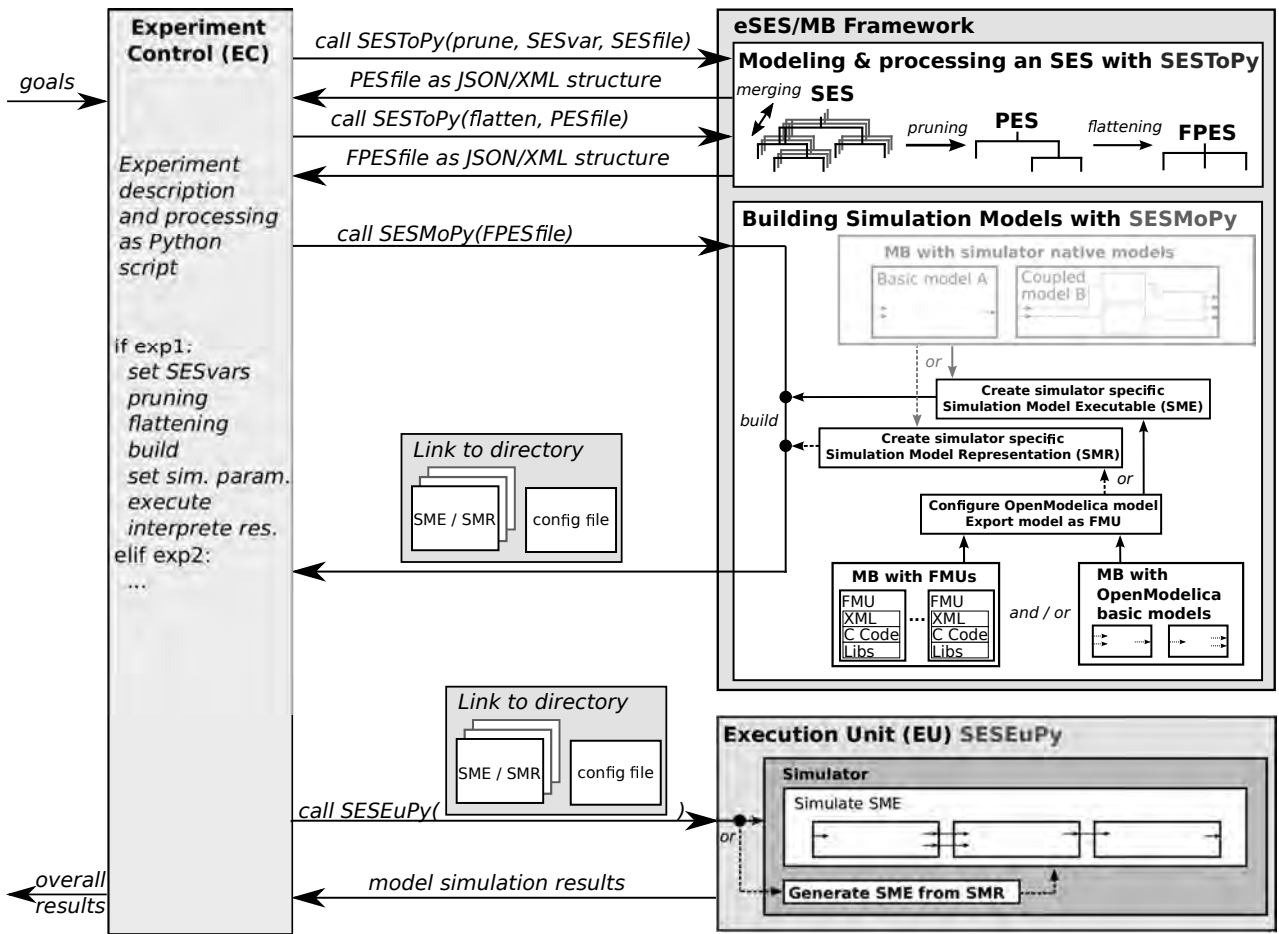 Experiment
Control (EC)
goals
Experiment
description
and processing
as Python
script
if exp1:
set SESvars
pruning
flattening
build
set sim. param.
execute
interprete res.
elif exp2:
...
overall
results
call SESToPy(prune, SESvar, SESfile)
PESfile as JSON/XML structure
call SESToPy(flatten, PESfile)
FPESfile as JSON/XML structure
call SESMoPy(FPESfile)
Link to directory
SME / SMR
config file
Link to directory
SME / SMR
config file
call SESEuPy( )
model simulation results
eSES/MB Framework
Modeling & processing an SES with SESToPy
merging
SES
pruning
PES
flattening
FPES
Building Simulation Models with SESMoPy
MB with simulator native models
Basic model A
Coupled
model B
or
Create simulator specific
Simulation Model Executable (SME)
build
Create simulator specific
Simulation Model Representation (SMR)
or
Configure OpenModelica model
Export model as FMU
MB with FMUs
FMU
XML
C Code
Libs
...
FMU
XML
C Code
Libs
and / or
MB with
OpenModelica
basic models
Execution Unit (EU) SESEuPy
Simulator
Simulate SME
or
Generate SME from SMR